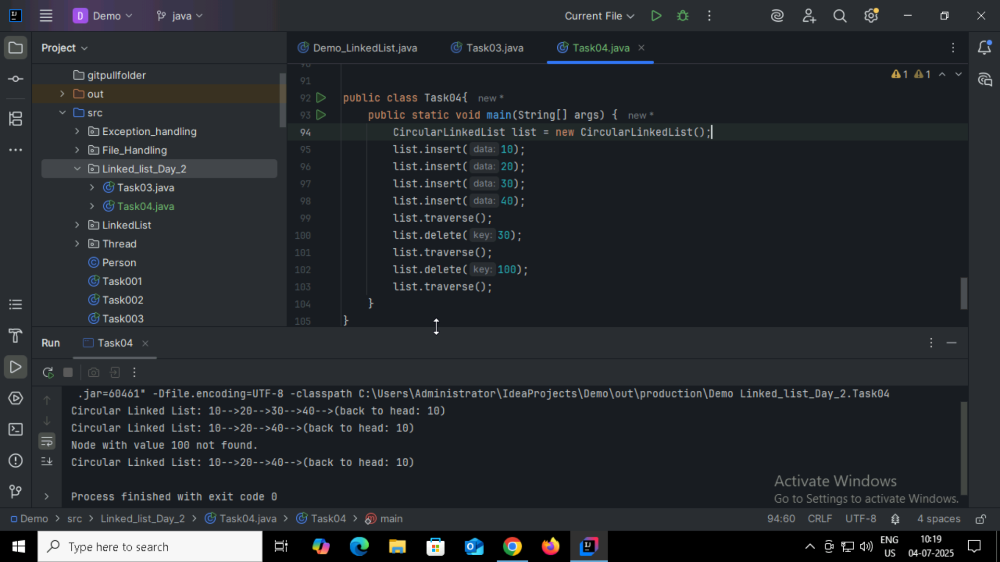 D Demo java Current File
Project
Demo_LinkedList.java Task03.java Task04.java
gitpullfolder
out
src
Exception_handling
File_Handling
Linked_list_Day_2
Task03.java
Task04.java
LinkedList
Thread
Person
Task001
Task002
Task003
1 1
91
92 public class Task04{ new *
93 public static void main(String[] args) { new *
94 CircularLinkedList list = new CircularLinkedList();
95 list.insert( data: 10);
96 list.insert( data: 20);
97 list.insert( data: 30);
98 list.insert( data: 40);
99 list.traverse();
100 list.delete( key: 30);
101 list.traverse();
102 list.delete( key: 100);
103 list.traverse();
104 }
105 }
Run Task04
.jar=60461" -Dfile.encoding=UTF-8 -classpath C:\Users\Administrator\IdeaProjects\Demo\out\production\Demo Linked_list_Day_2.Task04
Circular Linked List: 10-->20-->30-->40-->(back to head: 10)
Circular Linked List: 10-->20-->40-->(back to head: 10)
Node with value 100 not found.
Circular Linked List: 10-->20-->40-->(back to head: 10)
Process finished with exit code 0
Activate Windows
Go to Settings to activate Windows.
Demo > src > Linked_list_Day_2 > Task04.java > Task04 > main 94:60 CRLF UTF-8 4 spaces
Type here to search
ENG
US
10:19
04-07-2025